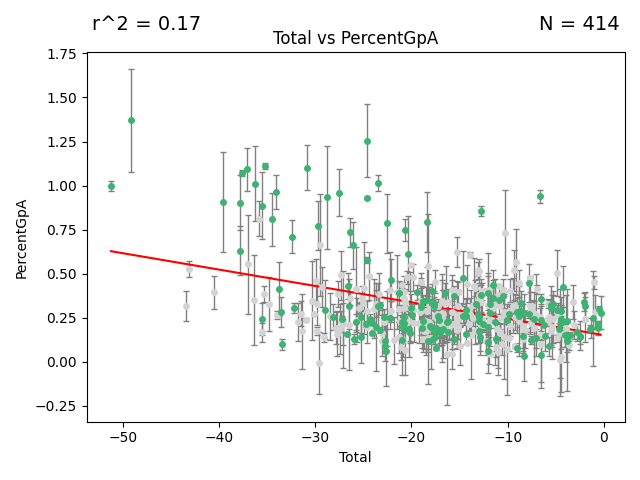 r^2 = 0.17 N = 414
Total vs PercentGpA
1.75
1.50
1.25
1.00
0.75
0.50
0.25
0.00
−0.25
PercentGpA
−50 −40 −30 −20 −10 0
Total